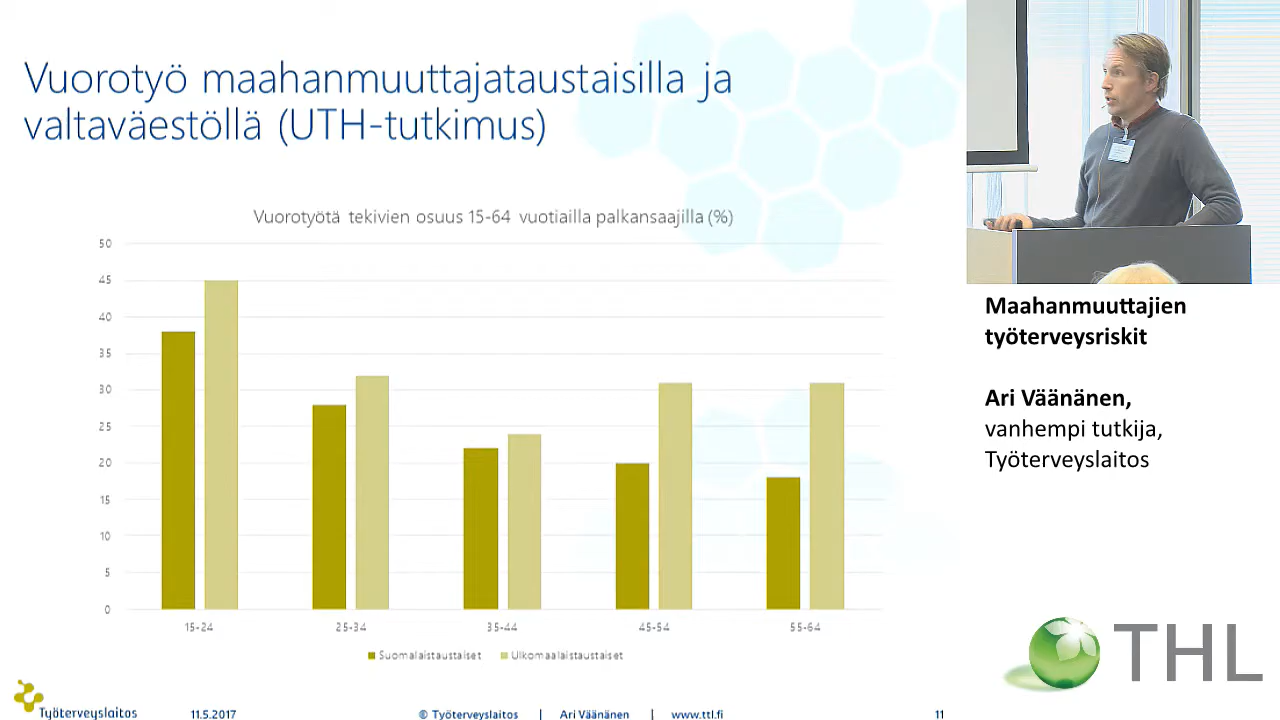 Vuorotyö maahanmuuttajataustaisilla ja
valtaväestöllä (UTH-tutkimus)
Vuorotyötä tekivien osuus 15-64 vuotiailla palkansaajilla (%)
50
45
40
35
30
25
20
15
10
5
0
15-24
25-34
35-44
45-54
55-64
Suomalaistaustaiset
Ulkomaalaistaustaiset
Työterveyslaitos
11.5.2017
© Työterveyslaitos | Ari Väänänen | www.ttl.fi
11
Maahanmuuttajien
työterveysriskit
Ari Väänänen,
vanhempi tutkija,
Työterveyslaitos
THL